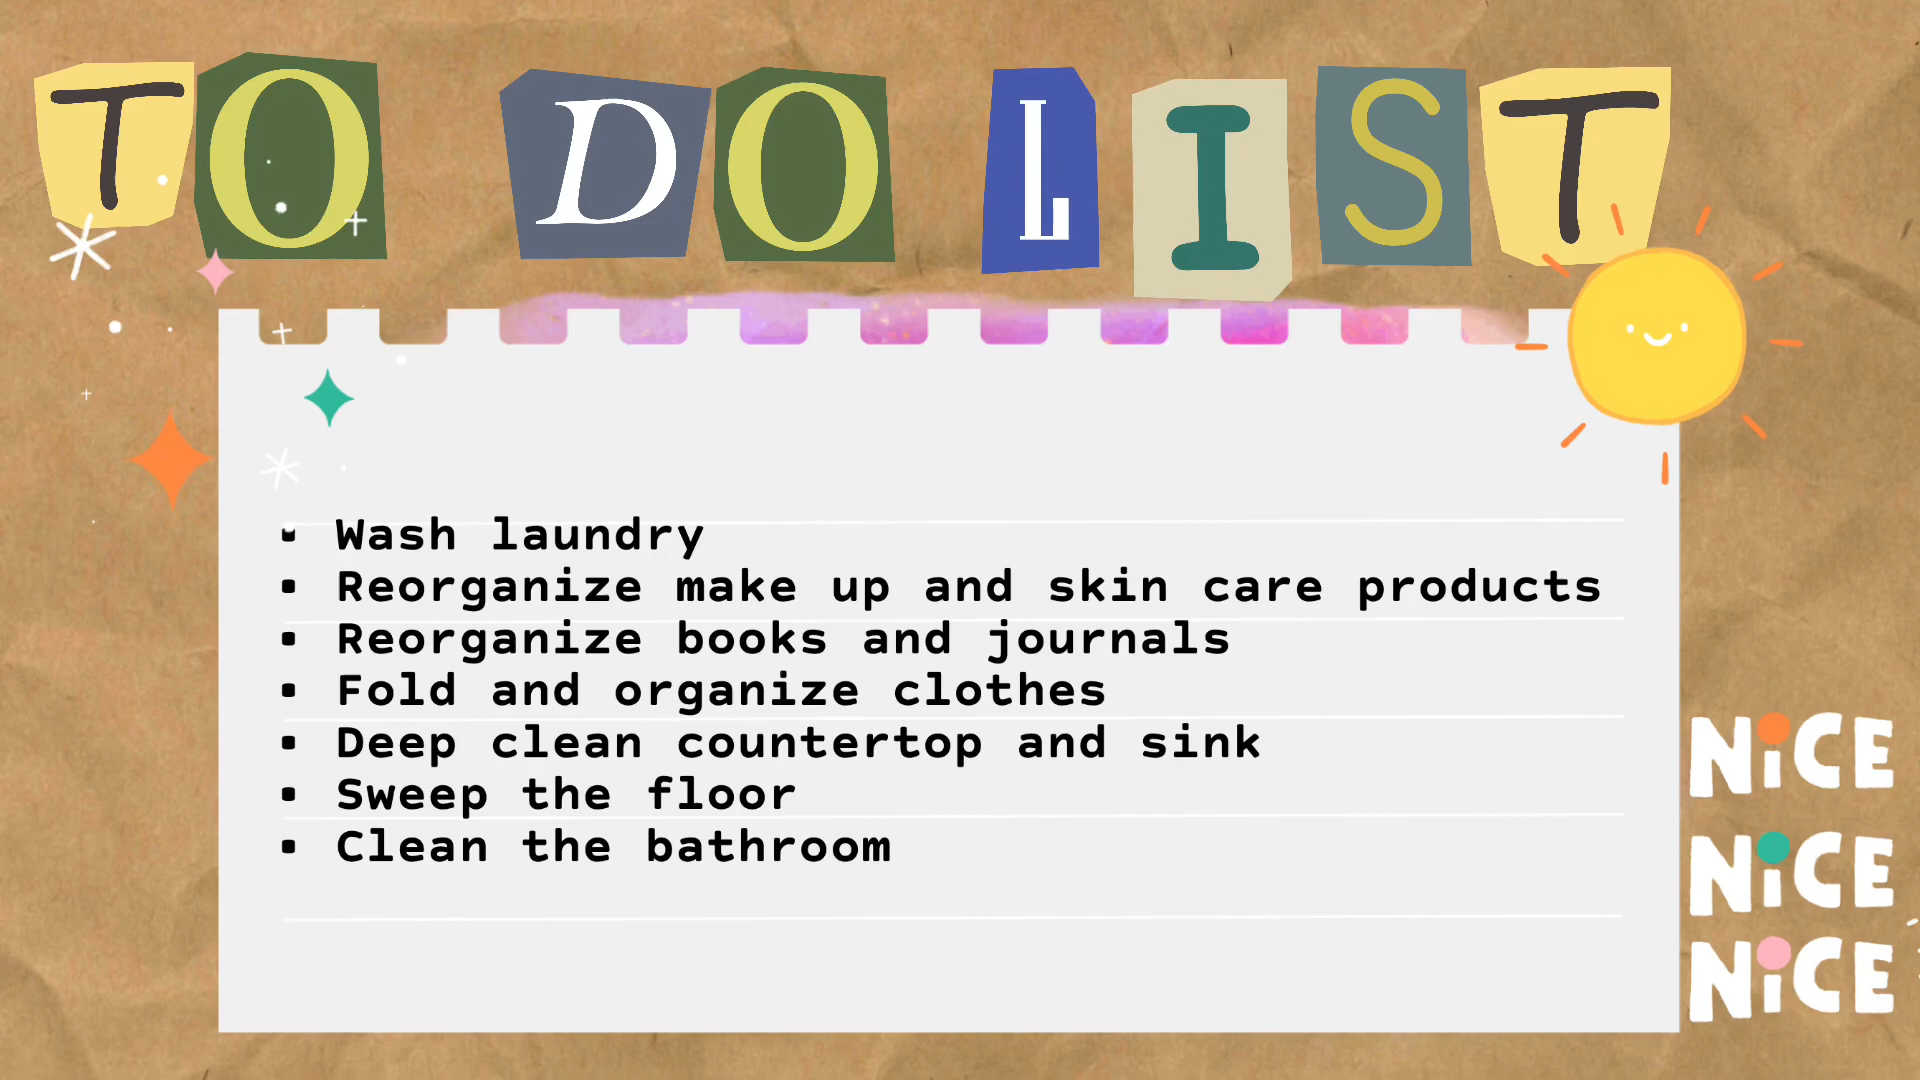 TO DO LIST
• Wash laundry
• Reorganize make up and skin care products
• Reorganize books and journals
• Fold and organize clothes
• Deep clean countertop and sink
• Sweep the floor
• Clean the bathroom
NiCE
NiCE
NiCE